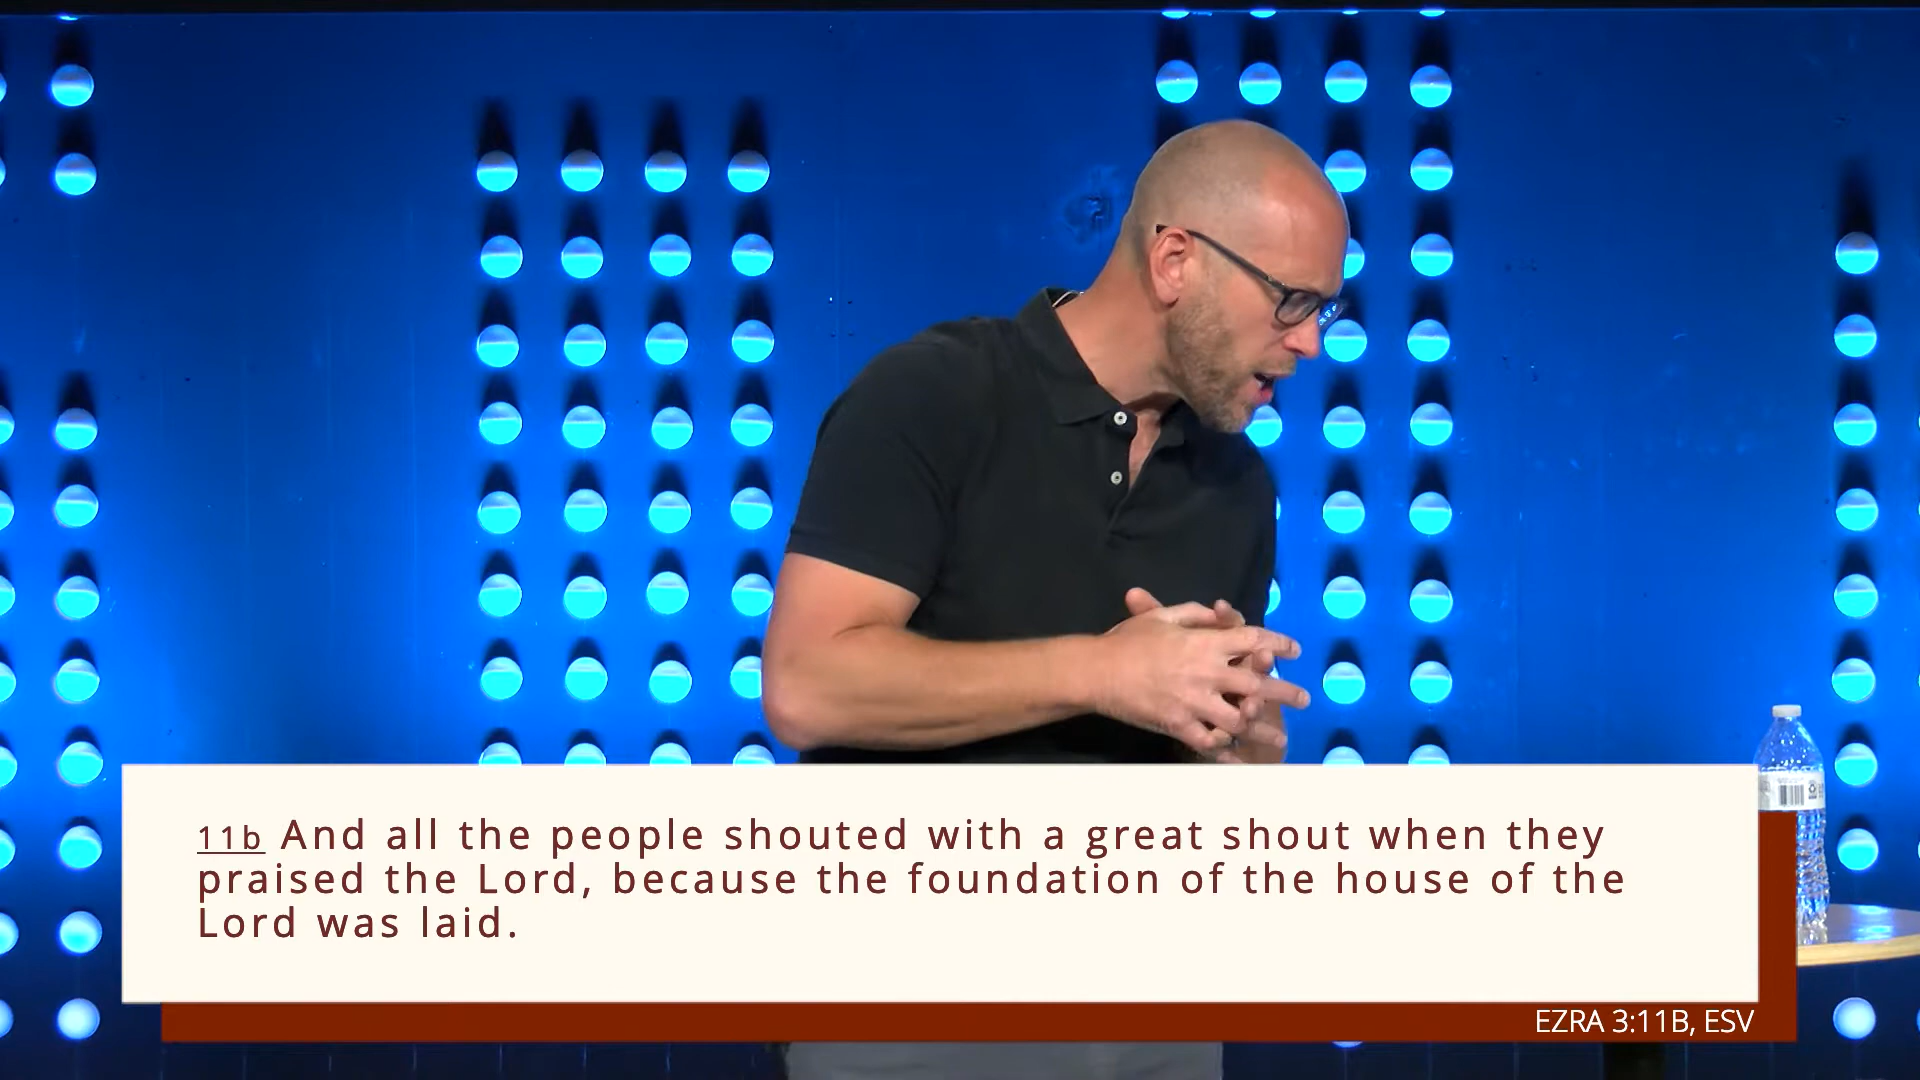 11b And all the people shouted with a great shout when they
praised the Lord, because the foundation of the house of the
Lord was laid.
EZRA 3:11B, ESV